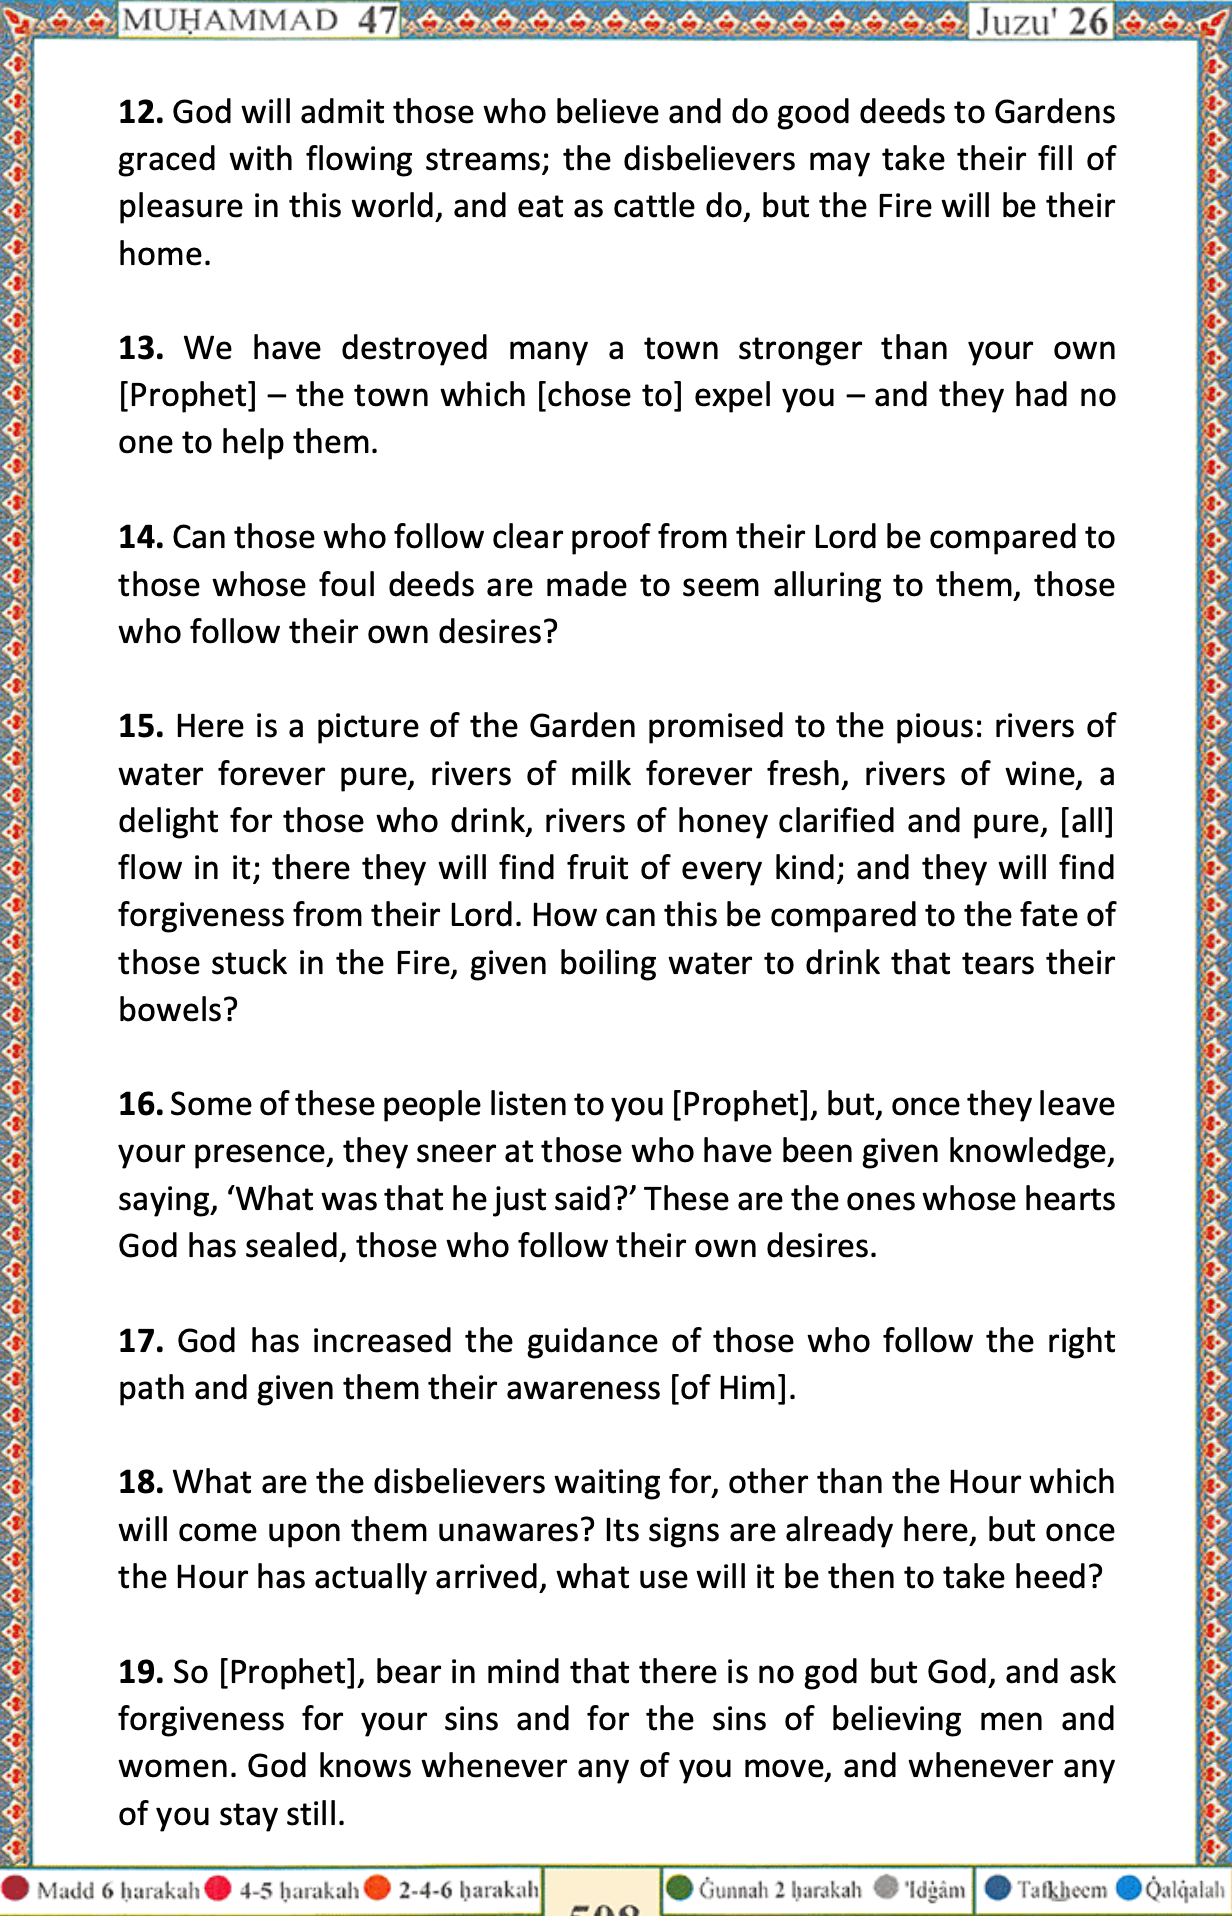 MUḤAMMAD 47
Juzu' 26
12. God will admit those who believe and do good deeds to Gardens
graced with flowing streams; the disbelievers may take their fill of
pleasure in this world, and eat as cattle do, but the Fire will be their
home.
13. We have destroyed many a town stronger than your own
[Prophet] – the town which [chose to] expel you – and they had no
one to help them.
14. Can those who follow clear proof from their Lord be compared to
those whose foul deeds are made to seem alluring to them, those
who follow their own desires?
15. Here is a picture of the Garden promised to the pious: rivers of
water forever pure, rivers of milk forever fresh, rivers of wine, a
delight for those who drink, rivers of honey clarified and pure, [all]
flow in it; there they will find fruit of every kind; and they will find
forgiveness from their Lord. How can this be compared to the fate of
those stuck in the Fire, given boiling water to drink that tears their
bowels?
16. Some of these people listen to you [Prophet], but, once they leave
your presence, they sneer at those who have been given knowledge,
saying, ‘What was that he just said?’ These are the ones whose hearts
God has sealed, those who follow their own desires.
17. God has increased the guidance of those who follow the right
path and given them their awareness [of Him].
18. What are the disbelievers waiting for, other than the Hour which
will come upon them unawares? Its signs are already here, but once
the Hour has actually arrived, what use will it be then to take heed?
19. So [Prophet], bear in mind that there is no god but God, and ask
forgiveness for your sins and for the sins of believing men and
women. God knows whenever any of you move, and whenever any
of you stay still.
Madd 6 ḥarakah 4-5 ḥarakah 2-4-6 ḥarakah
Ġunnah 2 ḥarakah 'Idġâm
Tafkheem Qalqalah